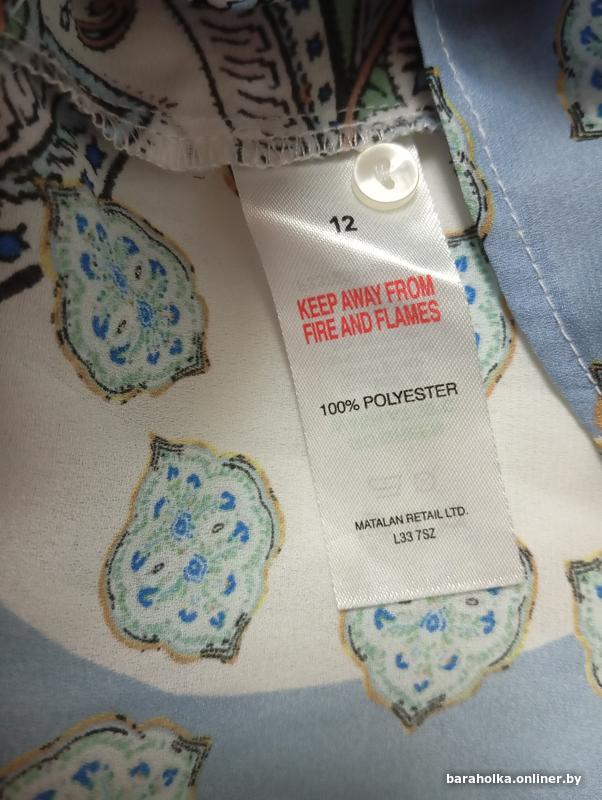 12
KEEP AWAY FROM
FIRE AND FLAMES
100% POLYESTER
MATALAN RETAIL LTD.
L33 7SZ
baraholka.onliner.by